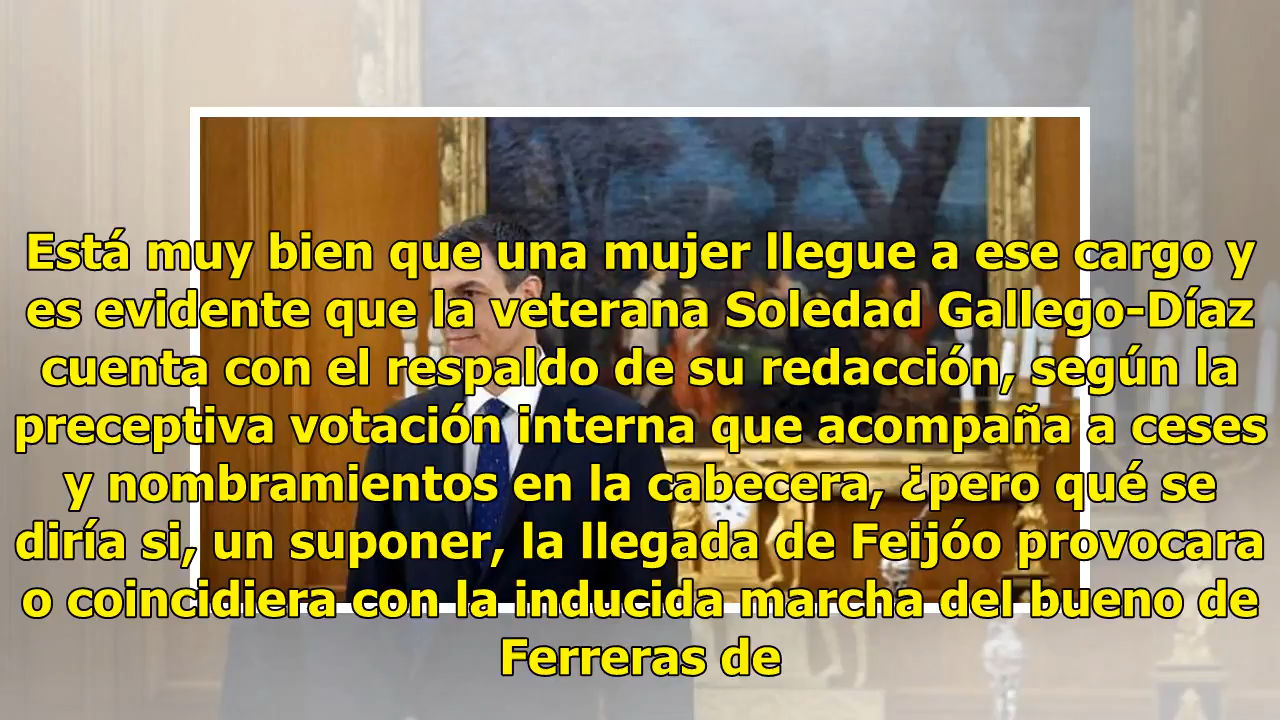 Está muy bien que una mujer llegue a ese cargo y
es evidente que la veterana Soledad Gallego-Díaz
cuenta con el respaldo de su redacción, según la
preceptiva votación interna que acompaña a ceses
y nombramientos en la cabecera, ¿pero qué se
diría si, un suponer, la llegada de Feijóo provocara
o coincidiera con la inducida marcha del bueno de
Ferreras de